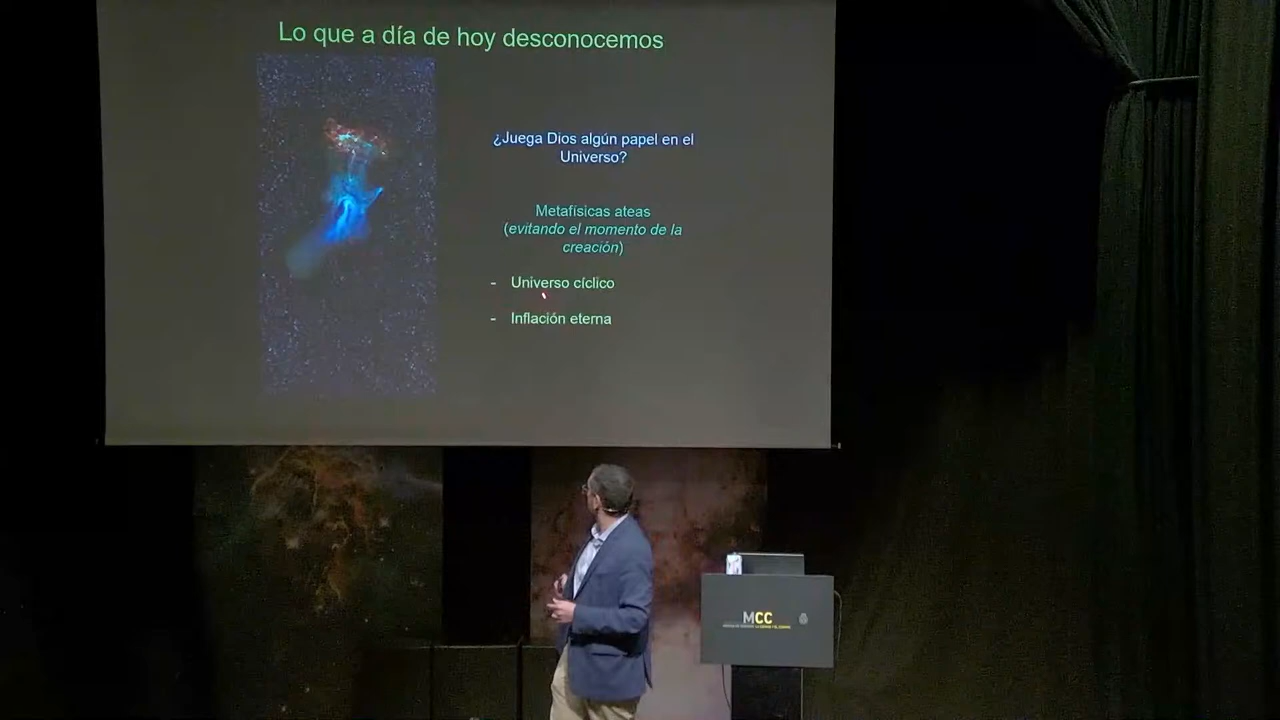 Lo que a día de hoy desconocemos
¿Juega Dios algún papel en el
Universo?
Metafísicas ateas
(evitando el momento de la
creación)
- Universo cíclico
- Inflación eterna
MCC